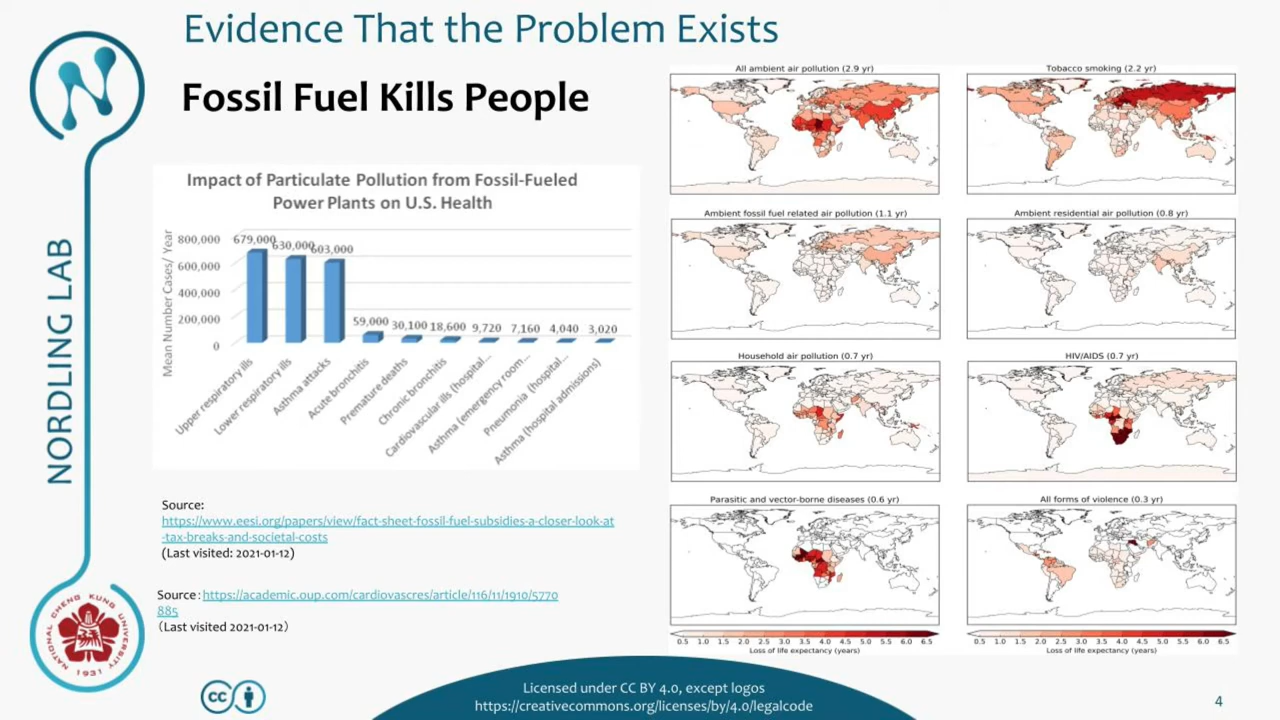 Evidence That the Problem Exists
Fossil Fuel Kills People
NORDLING LAB
Impact of Particulate Pollution from Fossil-Fueled
Power Plants on U.S. Health
Mean Number Cases/ Year
800,000
600,000
400,000
200,000
0
679,000
630,000
603,000
59,000
30,100
18,600
9,720
7,160
4,040
3,020
Upper respiratory ills
Lower respiratory ills
Asthma attacks
Acute bronchitis
Premature deaths
Chronic bronchitis
Cardiovascular ills (hospital...
Asthma (emergency room...
Pneumonia (hospital...
Asthma (hospital admissions)
Source:
https://www.eesi.org/papers/view/fact-sheet-fossil-fuel-subsidies-a-closer-look-at
-tax-breaks-and-societal-costs
(Last visited: 2021-01-12)
Source：https://academic.oup.com/cardiovascres/article/116/11/1910/5770
885
(Last visited 2021-01-12）
All ambient air pollution (2.9 yr)
Tobacco smoking (2.2 yr)
Ambient fossil fuel related air pollution (1.1 yr)
Ambient residential air pollution (0.8 yr)
Household air pollution (0.7 yr)
HIV/AIDS (0.7 yr)
Parasitic and vector-borne diseases (0.6 yr)
All forms of violence (0.3 yr)
0.5 1.0 1.5 2.0 2.5 3.0 3.5 4.0 4.5 5.0 5.5 6.0 6.5
Loss of life expectancy (years)
0.5 1.0 1.5 2.0 2.5 3.0 3.5 4.0 4.5 5.0 5.5 6.0 6.5
Loss of life expectancy (years)
NATIONAL CHENG KUNG UNIVERSITY
1931
cc
Licensed under CC BY 4.0, except logos
https://creativecommons.org/licenses/by/4.0/legalcode
4